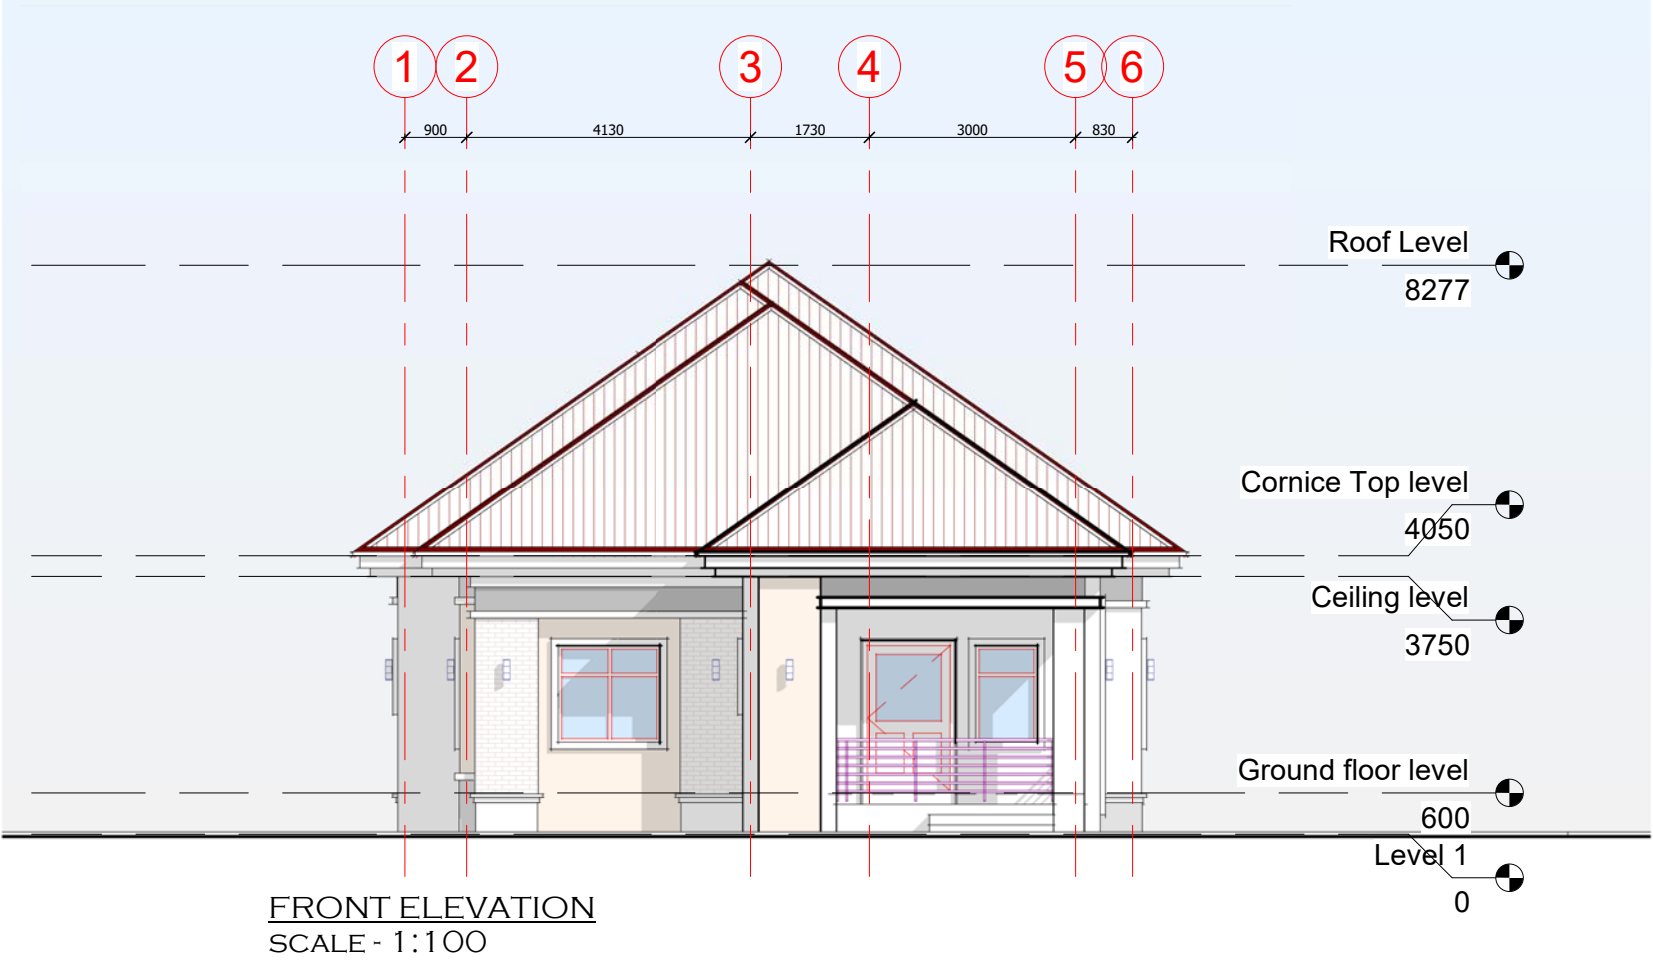 1 2 3 4 5 6
900 4130 1730 3000 830
Roof Level
8277
Cornice Top level
4050
Ceiling level
3750
Ground floor level
600
Level 1
0
FRONT ELEVATION
SCALE - 1:100